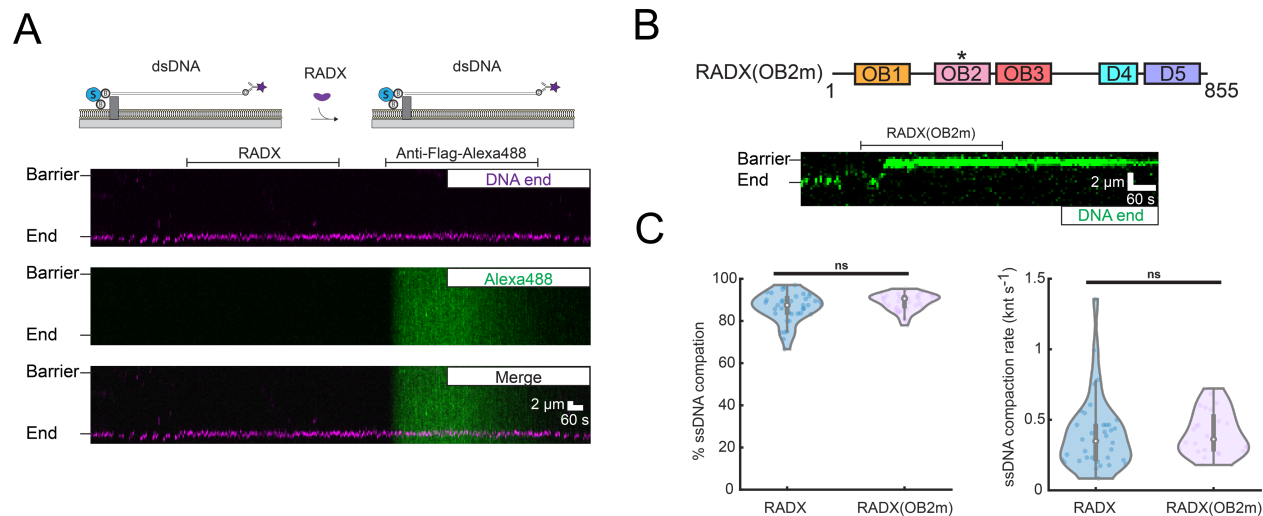 A
dsDNA
RADX
dsDNA
S
B
B
S
B
B
RADX
Anti-Flag-Alexa488
Barrier
DNA end
End
Barrier
Alexa488
End
Barrier
Merge
2 µm
60 s
End
B
*
RADX(OB2m)
OB1
OB2
OB3
D4
D5
1
855
RADX(OB2m)
Barrier
End
2 µm
60 s
DNA end
C
ns
100
80
60
40
20
0
% ssDNA compation
RADX
RADX(OB2m)
ns
1.5
1
0.5
0
ssDNA compaction rate (knt s⁻¹)
RADX
RADX(OB2m)